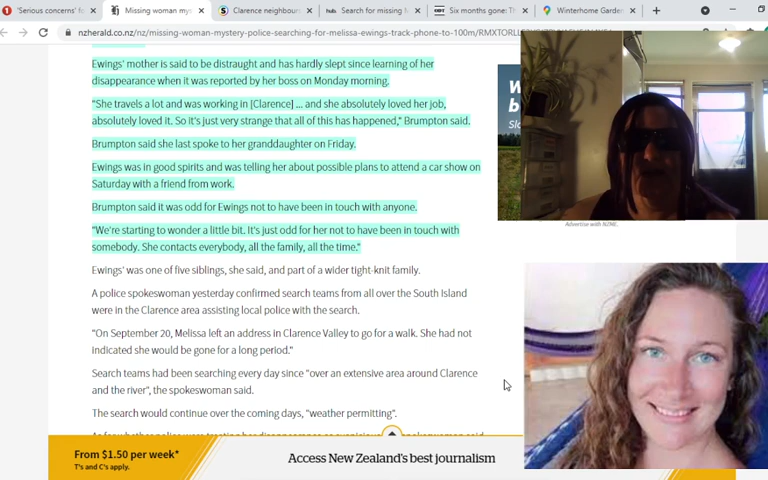 'Serious concerns' fo
Missing woman mys
Clarence neighbour
Search for missing M
Six months gone: Th
Winterhome Garden
nzherald.co.nz/nz/missing-woman-mystery-police-searching-for-melissa-ewings-track-phone-to-100m/
Ewings' mother is said to be distraught and has hardly slept since learning of her
disappearance when it was reported by her boss on Monday morning.
"She travels a lot and was working in [Clarence] ... and she absolutely loved her job,
absolutely loved it. So it's just very strange that all of this has happened," Brumpton said.
Brumpton said she last spoke to her granddaughter on Friday.
Ewings was in good spirits and was telling her about possible plans to attend a car show on
Saturday with a friend from work.
Brumpton said it was odd for Ewings not to have been in touch with anyone.
"We're starting to wonder a little bit. It's just odd for her not to have been in touch with
somebody. She contacts everybody, all the family, all the time."
Advertise with NZME.
Ewings' was one of five siblings, she said, and part of a wider tight-knit family.
A police spokeswoman yesterday confirmed search teams from all over the South Island
were in the Clarence area assisting local police with the search.
"On September 20, Melissa left an address in Clarence Valley to go for a walk. She had not
indicated she would be gone for a long period."
Search teams had been searching every day since "over an extensive area around Clarence
and the river", the spokeswoman said.
The search would continue over the coming days, "weather permitting".
From $1.50 per week*
T's and C's apply.
Access New Zealand's best journalism